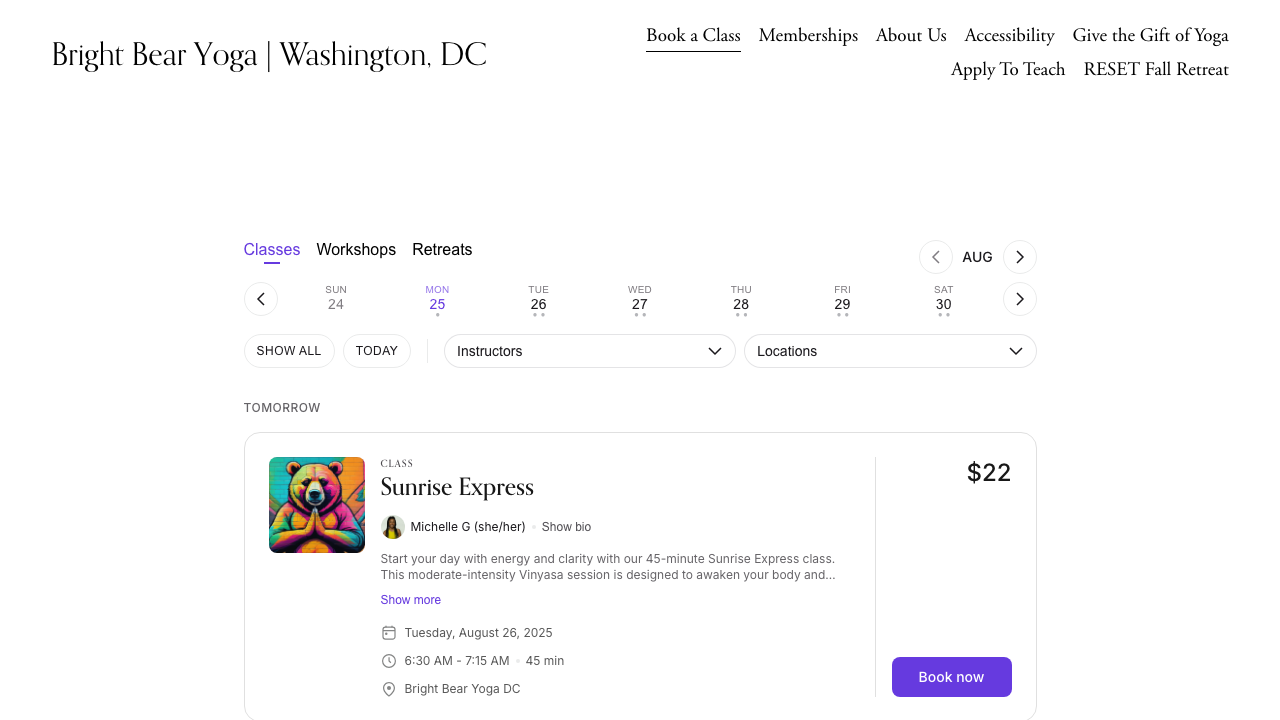 Bright Bear Yoga | Washington, DC
Book a Class Memberships About Us Accessibility Give the Gift of Yoga
Apply To Teach RESET Fall Retreat
Classes Workshops Retreats
AUG
SUN MON TUE WED THU FRI SAT
24 25 26 27 28 29 30
SHOW ALL TODAY Instructors Locations
TOMORROW
CLASS
Sunrise Express
$22
Michelle G (she/her) Show bio
Start your day with energy and clarity with our 45-minute Sunrise Express class.
This moderate-intensity Vinyasa session is designed to awaken your body and...
Show more
Tuesday, August 26, 2025
6:30 AM - 7:15 AM 45 min
Book now
Bright Bear Yoga DC